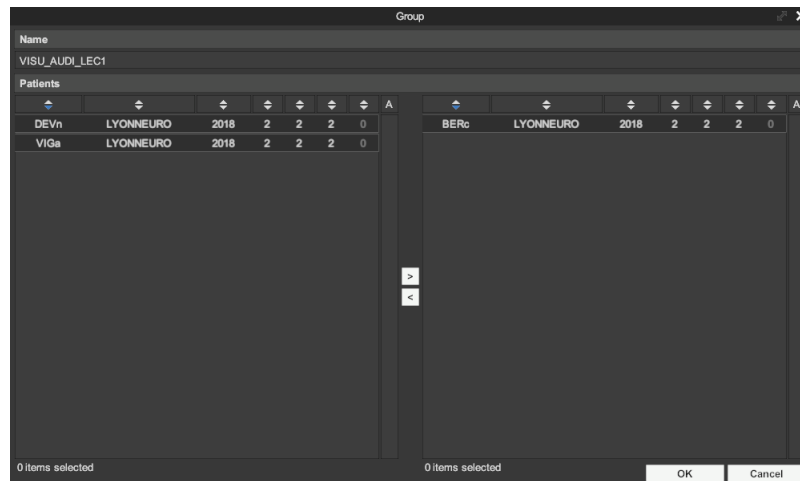 Group
Name
VISU_AUDI_LEC1
Patients
A
A
DEVn LYONNEURO 2018 2 2 2 0
VIGa LYONNEURO 2018 2 2 2 0
BERc LYONNEURO 2018 2 2 2 0
>
<
0 items selected
0 items selected
OK
Cancel